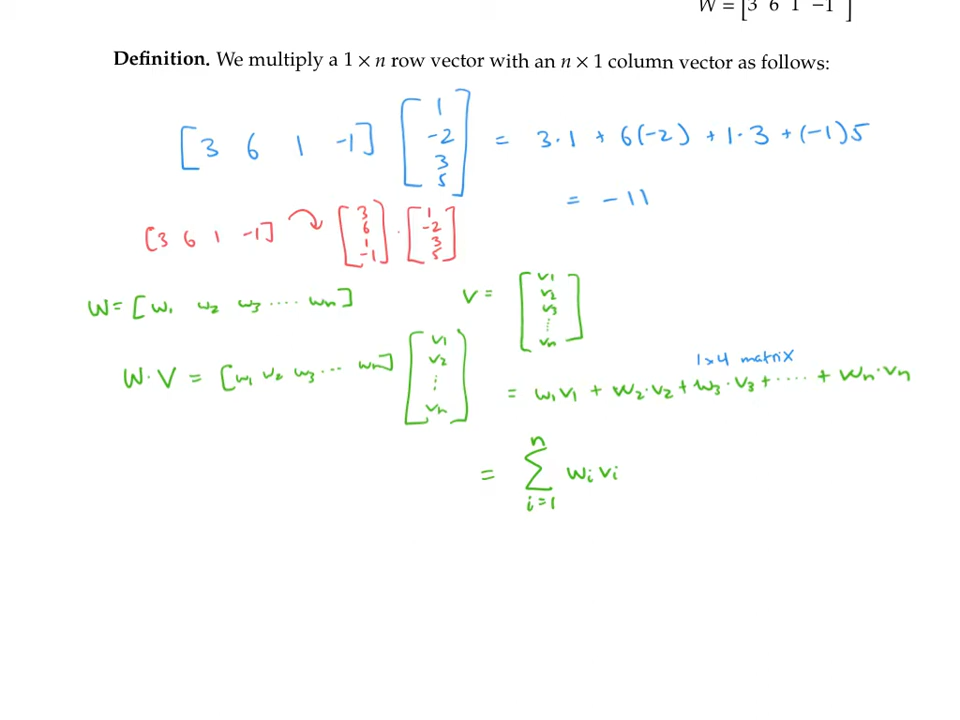 W = [3 6 1 −1]
Definition. We multiply a 1 × n row vector with an n × 1 column vector as follows:
[3 6 1 -1] [1 -2 3 5] = 3·1 + 6(-2) + 1·3 + (-1)5
= -11
[3 6 1 -1] [3 6 1 -1] · [1 -2 3 5]
W = [w1 w2 w3 ···· wn] V = [v1 v2 v3 ⋮ vn]
1×4 matrix
W·V = [w1 w2 w3 ··· wn] [v1 v2 ⋮ vn] = w1v1 + w2·v2 + w3·v3 + ···· + wn·vn
= ∑ i=1 n wi vi